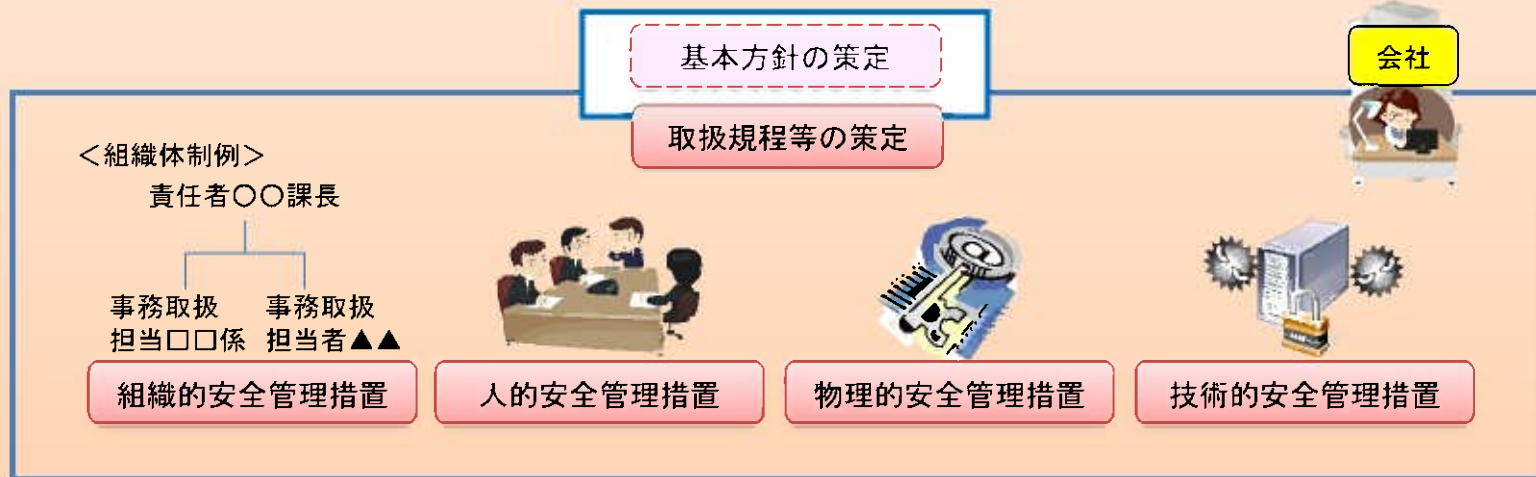 基本方針の策定
会社
取扱規程等の策定
＜組織体制例＞
責任者〇〇課長
事務取扱
担当□□係
事務取扱
担当者▲▲
組織的安全管理措置
人的安全管理措置
物理的安全管理措置
技術的安全管理措置